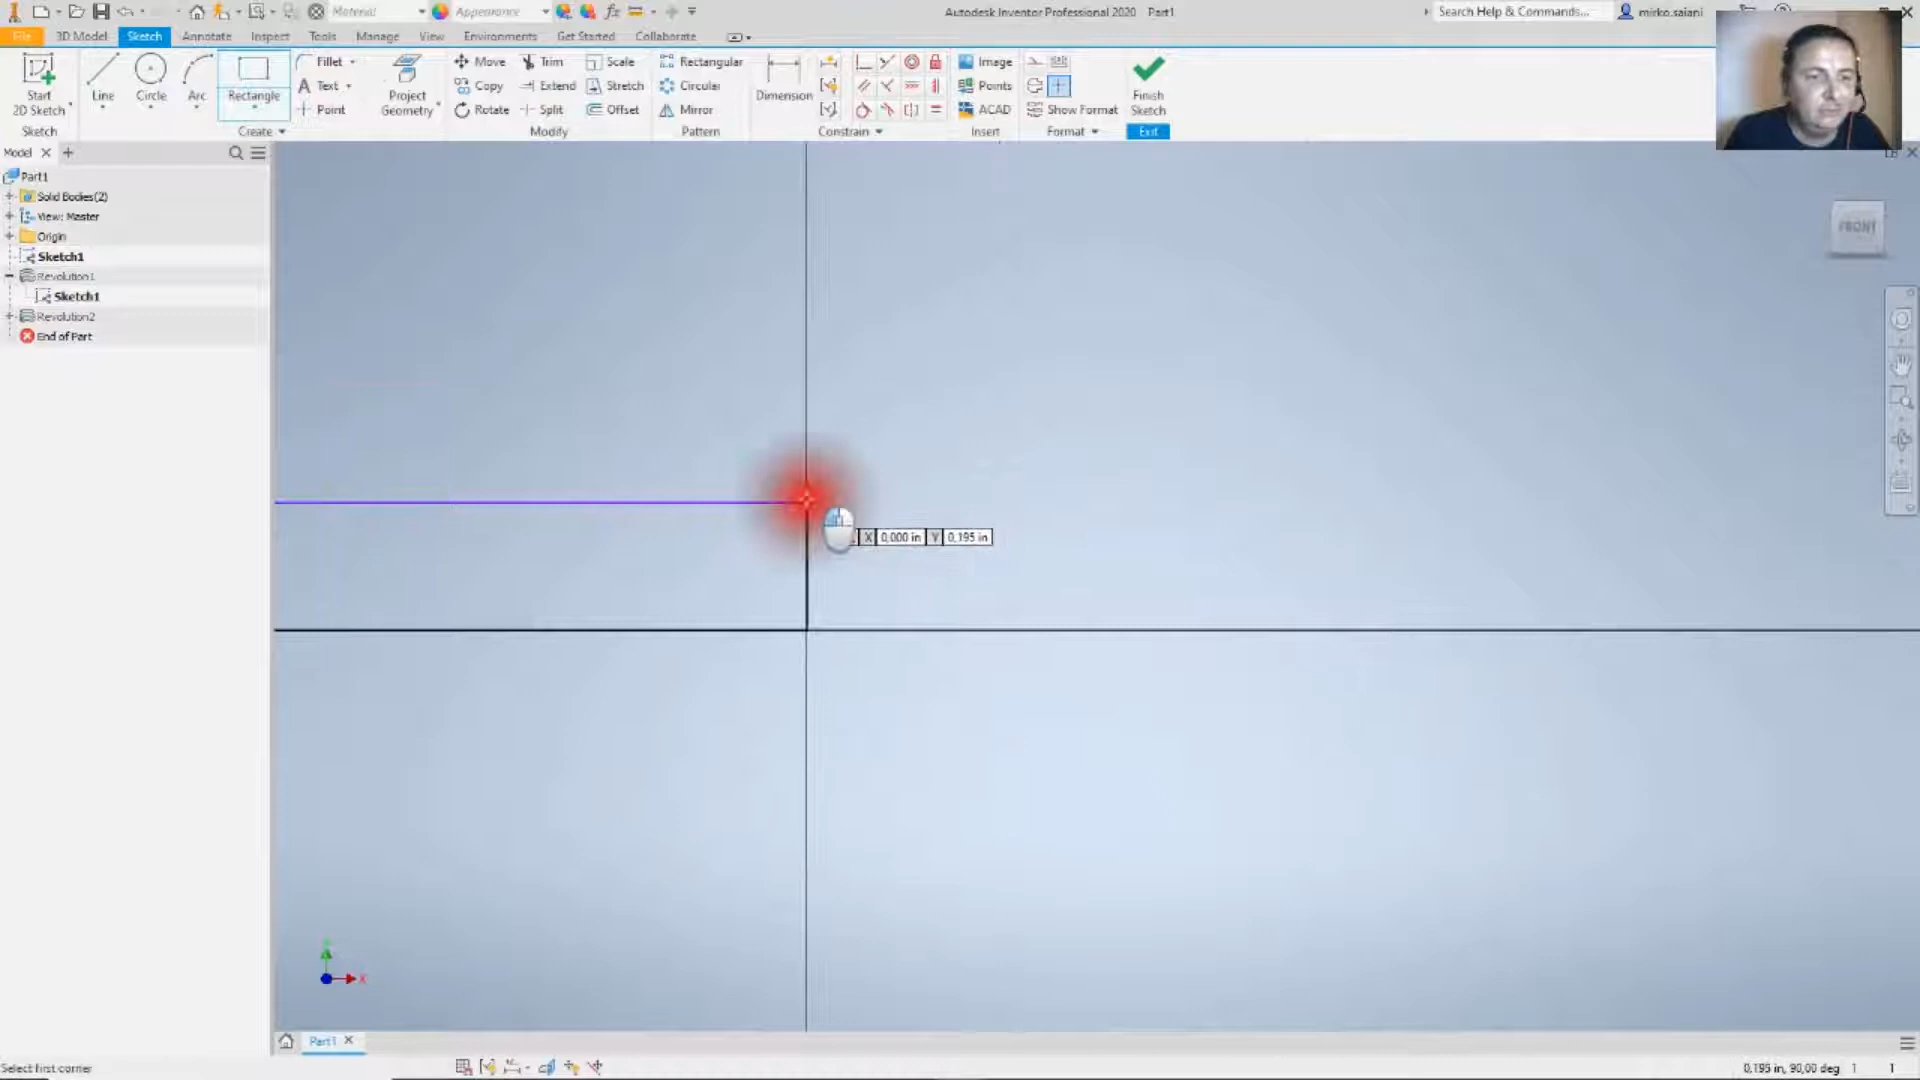 Material
Appearance
Autodesk Inventor Professional 2020 Part1
Search Help & Commands...
mirko.saiani
File
3D Model
Sketch
Annotate
Inspect
Tools
Manage
View
Environments
Get Started
Collaborate
Start
2D Sketch
Line
Circle
Arc
Rectangle
Fillet
Text
Point
Project
Geometry
Move
Copy
Rotate
Trim
Extend
Split
Scale
Stretch
Offset
Rectangular
Circular
Mirror
Dimension
Image
Points
ACAD
Show Format
Finish
Sketch
Sketch
Create
Modify
Pattern
Constrain
Insert
Format
Exit
Model
Part1
Solid Bodies(2)
View: Master
Origin
Sketch1
Revolution1
Sketch1
Revolution2
End of Part
FRONT
X 0,000 in Y 0,195 in
X
Part1
Select first corner
0,195 in, 90,00 deg 1 1